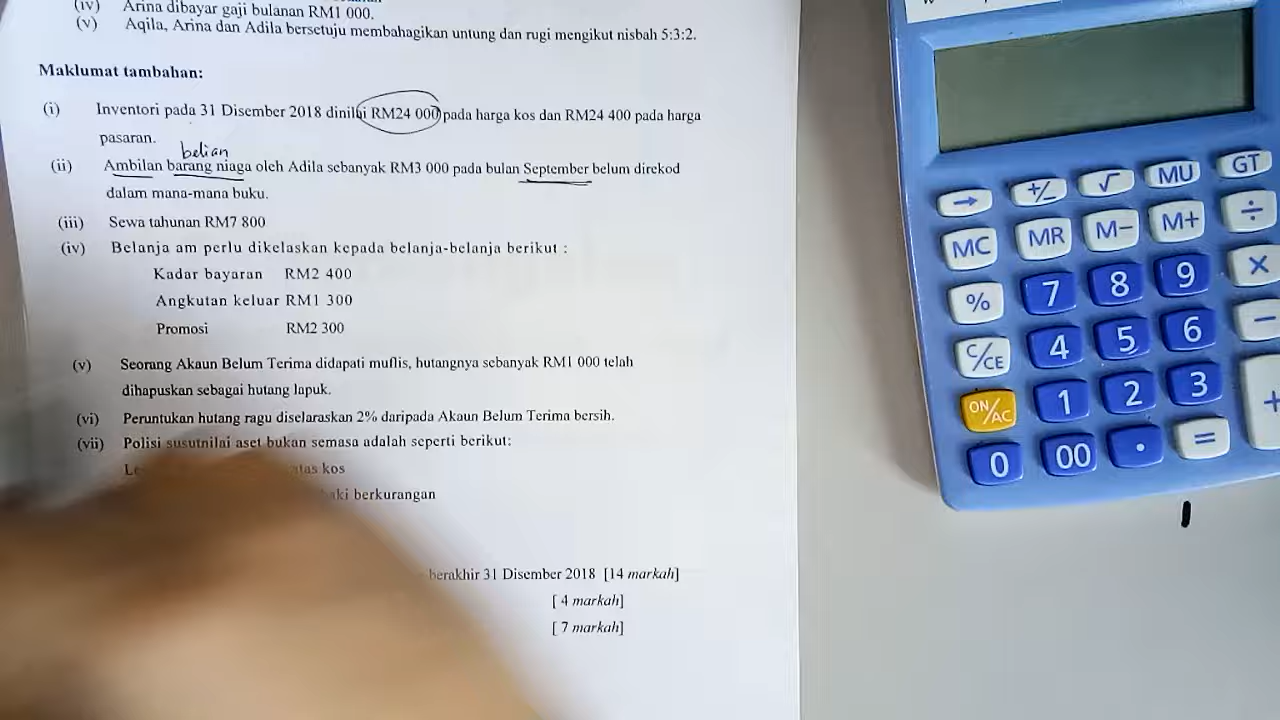 (iv) Arina dibayar gaji bulanan RM1 000.
(v) Aqila, Arina dan Adila bersetuju membahagikan untung dan rugi mengikut nisbah 5:3:2.
Maklumat tambahan:
(i) Inventori pada 31 Disember 2018 dinilai RM24 000 pada harga kos dan RM24 400 pada harga
pasaran.
belian
(ii) Ambilan barang niaga oleh Adila sebanyak RM3 000 pada bulan September belum direkod
dalam mana-mana buku.
(iii) Sewa tahunan RM7 800
(iv) Belanja am perlu dikelaskan kepada belanja-belanja berikut :
Kadar bayaran RM2 400
Angkutan keluar RM1 300
Promosi RM2 300
(v) Seorang Akaun Belum Terima didapati muflis, hutangnya sebanyak RM1 000 telah
dihapuskan sebagai hutang lapuk.
(vi) Peruntukan hutang ragu diselaraskan 2% daripada Akaun Belum Terima bersih.
(vii) Polisi susutnilai aset bukan semasa adalah seperti berikut:
atas kos
baki berkurangan
berakhir 31 Disember 2018 [14 markah]
[ 4 markah]
[ 7 markah]
→ +/- √ MU GT
MC MR M− M+ ÷
% 7 8 9 ×
C/CE 4 5 6 −
ON/AC 1 2 3 +
0 00 . =